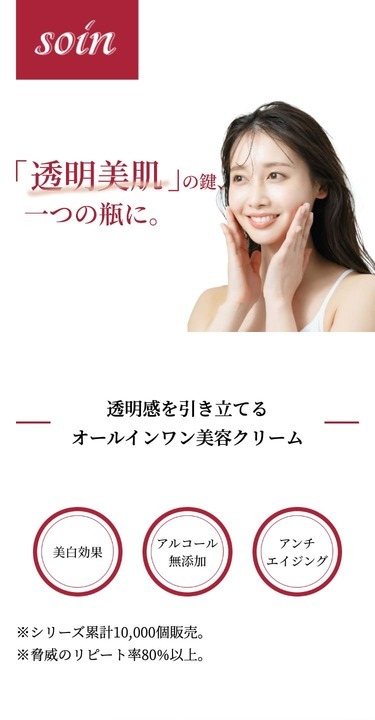 soin
「透明美肌」の鍵、
一つの瓶に。
透明感を引き立てる
オールインワン美容クリーム
美白効果
アルコール
無添加
アンチ
エイジング
※シリーズ累計10,000個販売。
※脅威のリピート率80%以上。